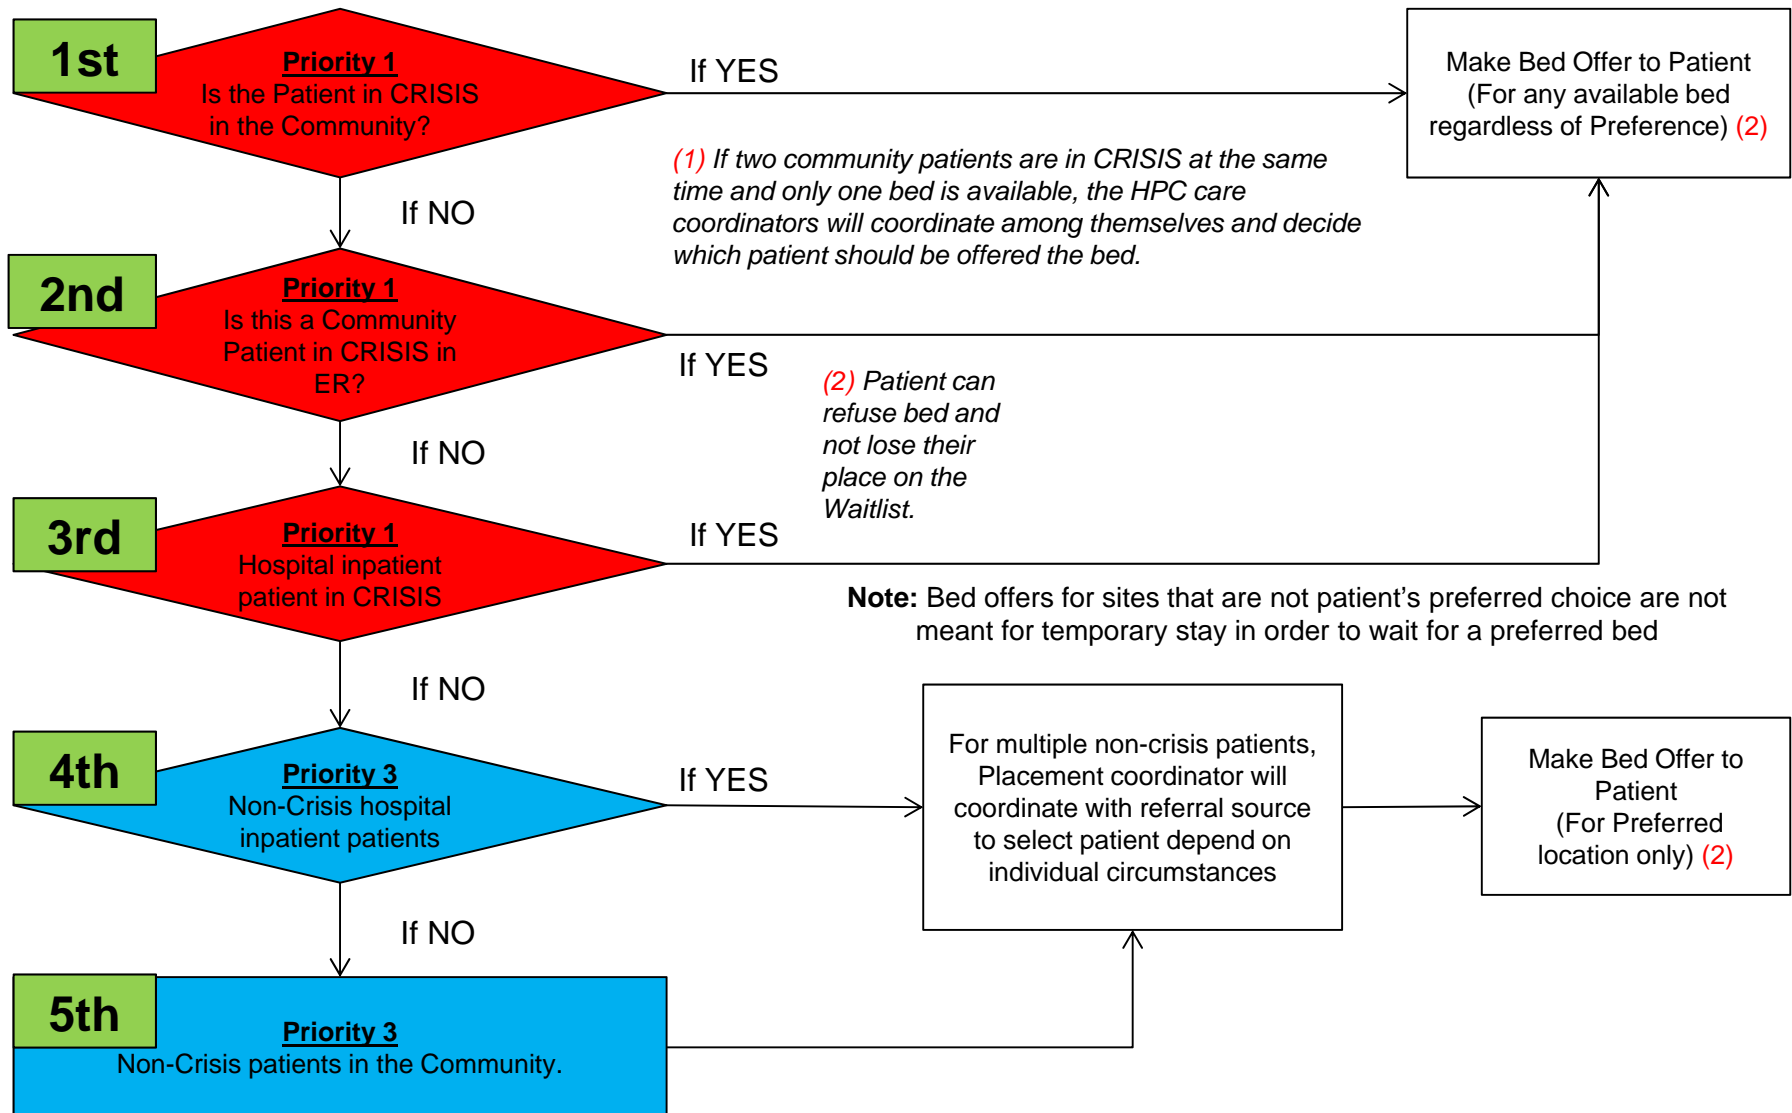 1st
Priority 1
Is the Patient in CRISIS
in the Community?
If YES
Make Bed Offer to Patient
(For any available bed
regardless of Preference) (2)
(1) If two community patients are in CRISIS at the same
time and only one bed is available, the HPC care
coordinators will coordinate among themselves and decide
which patient should be offered the bed.
If NO
2nd
Priority 1
Is this a Community
Patient in CRISIS in
ER?
If YES
(2) Patient can
refuse bed and
not lose their
place on the
Waitlist.
If NO
3rd
Priority 1
Hospital inpatient
patient in CRISIS
If YES
Note: Bed offers for sites that are not patient’s preferred choice are not
meant for temporary stay in order to wait for a preferred bed
If NO
4th
Priority 3
Non-Crisis hospital
inpatient patients
If YES
For multiple non-crisis patients,
Placement coordinator will
coordinate with referral source
to select patient depend on
individual circumstances
Make Bed Offer to
Patient
(For Preferred
location only) (2)
If NO
5th
Priority 3
Non-Crisis patients in the Community.